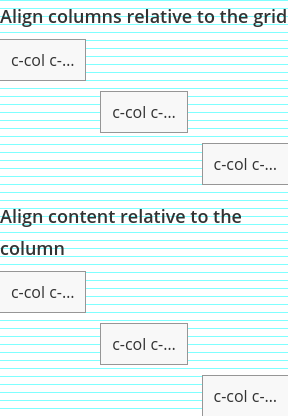 Align columns relative to the grid
c-col c-...
c-col c-...
c-col c-...
Align content relative to the
column
c-col c-...
c-col c-...
c-col c-...